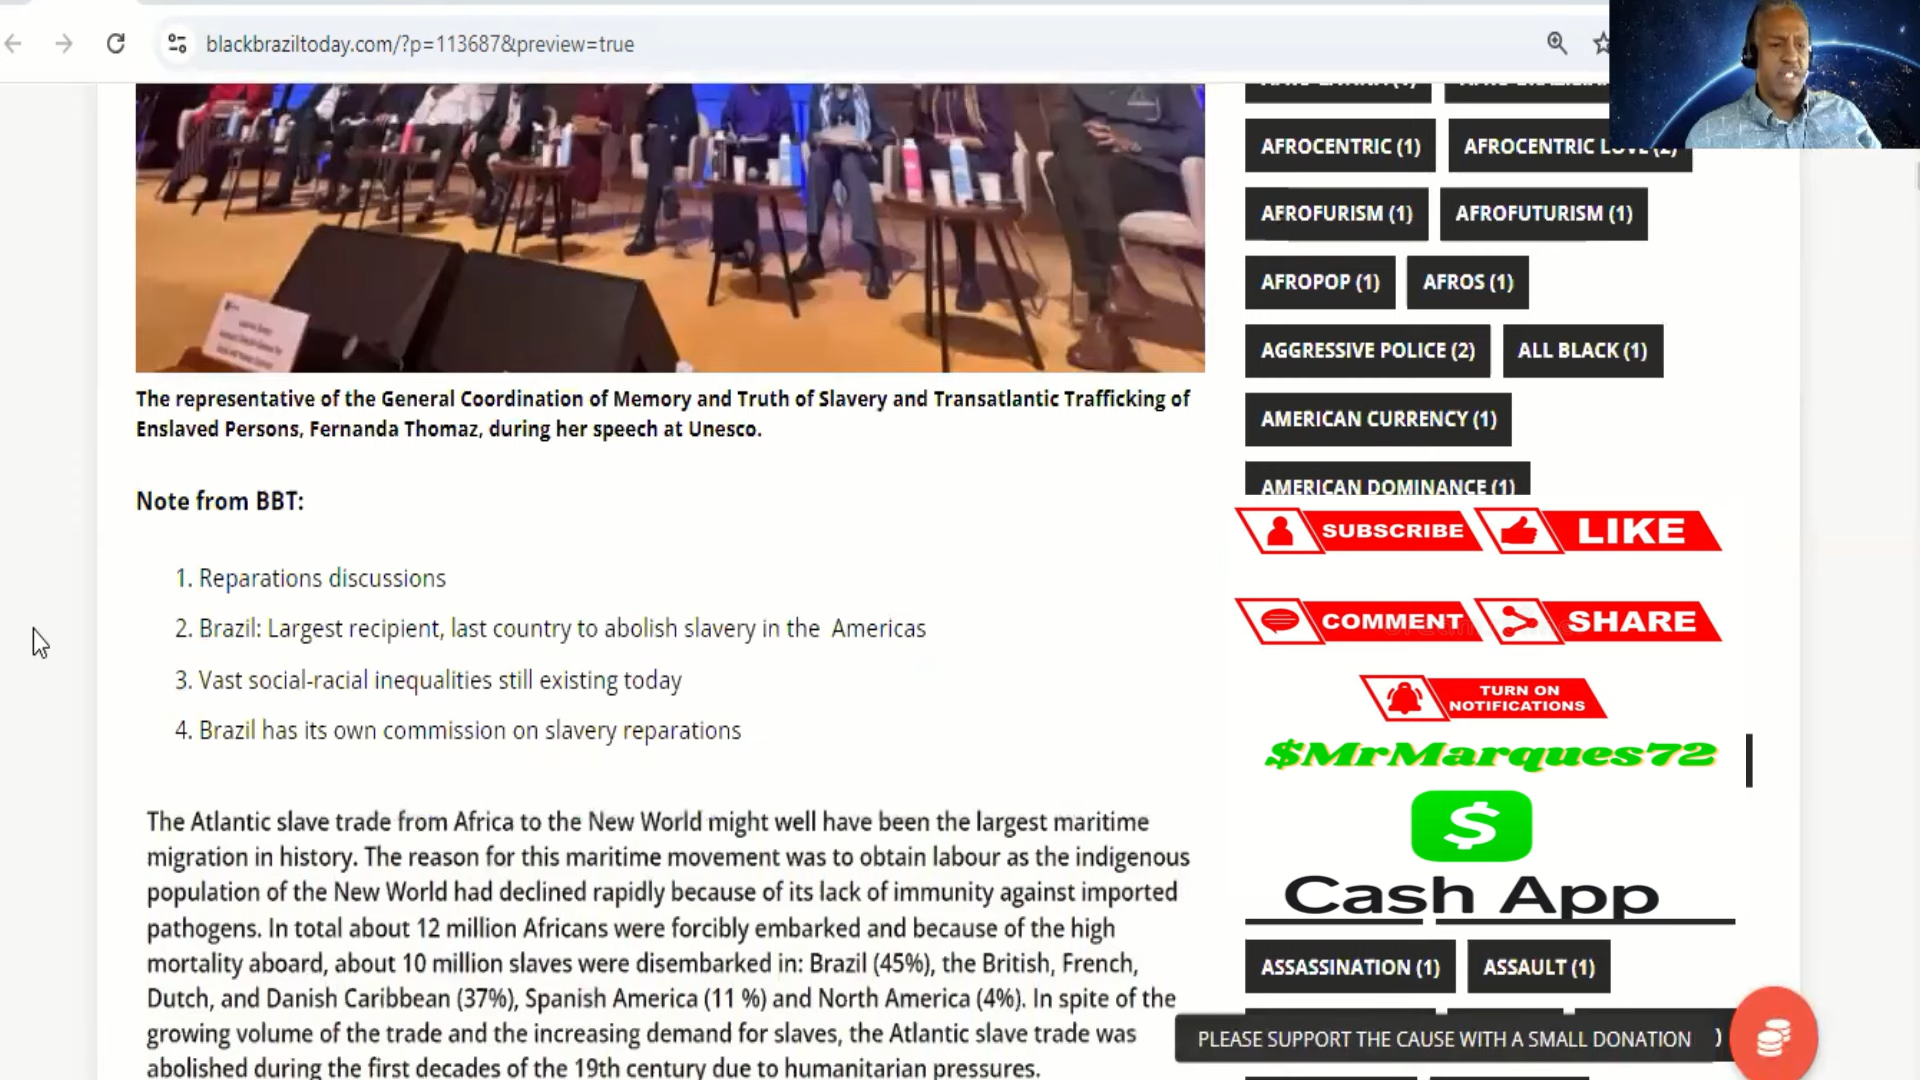 blackbraziltoday.com/?p=113687&preview=true
AFROCENTRIC (1)
AFROCENTRIC LOVE (2)
AFROFURISM (1)
AFROFUTURISM (1)
AFROPOP (1)
AFROS (1)
AGGRESSIVE POLICE (2)
ALL BLACK (1)
AMERICAN CURRENCY (1)
AMERICAN DOMINANCE (1)
The representative of the General Coordination of Memory and Truth of Slavery and Transatlantic Trafficking of
Enslaved Persons, Fernanda Thomaz, during her speech at Unesco.
Note from BBT:
1. Reparations discussions
2. Brazil: Largest recipient, last country to abolish slavery in the Americas
3. Vast social-racial inequalities still existing today
4. Brazil has its own commission on slavery reparations
The Atlantic slave trade from Africa to the New World might well have been the largest maritime
migration in history. The reason for this maritime movement was to obtain labour as the indigenous
population of the New World had declined rapidly because of its lack of immunity against imported
pathogens. In total about 12 million Africans were forcibly embarked and because of the high
mortality aboard, about 10 million slaves were disembarked in: Brazil (45%), the British, French,
Dutch, and Danish Caribbean (37%), Spanish America (11 %) and North America (4%). In spite of the
growing volume of the trade and the increasing demand for slaves, the Atlantic slave trade was
abolished during the first decades of the 19th century due to humanitarian pressures.
SUBSCRIBE
LIKE
COMMENT
SHARE
TURN ON
NOTIFICATIONS
$MrMarques72
$
Cash App
ASSASSINATION (1)
ASSAULT (1)
PLEASE SUPPORT THE CAUSE WITH A SMALL DONATION